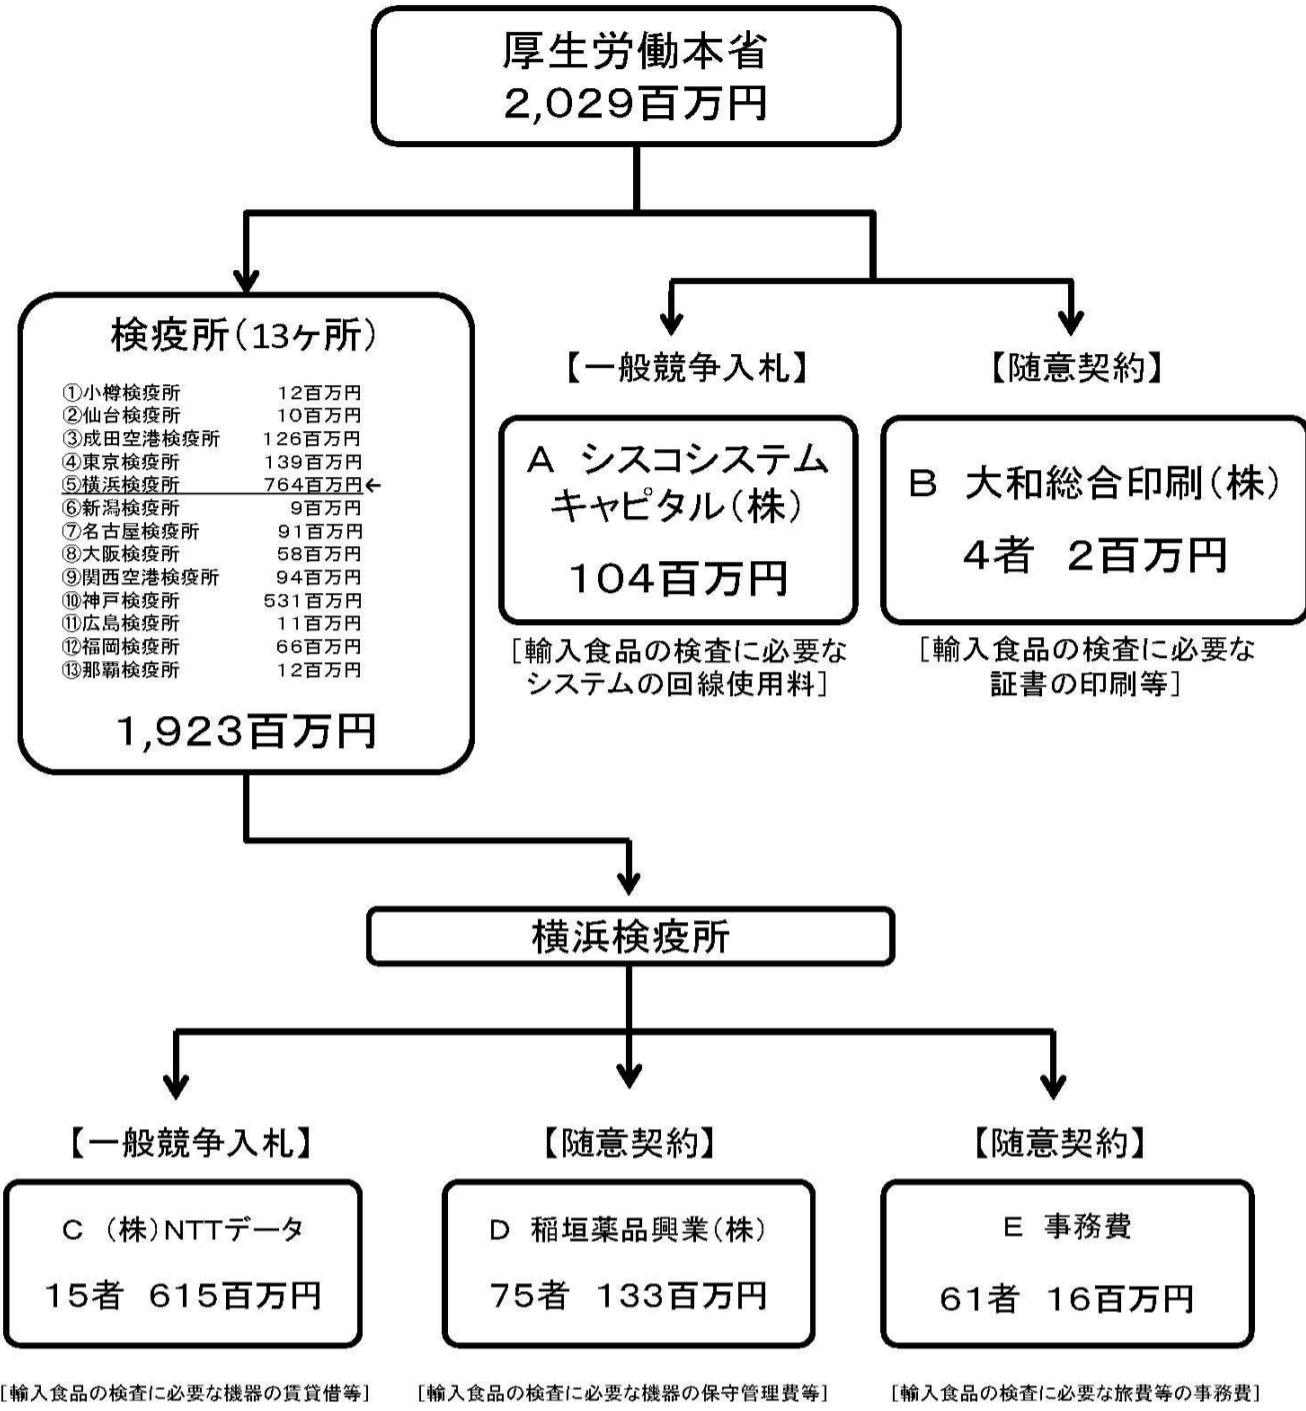 厚生労働本省
2,029百万円
検疫所(13ヶ所)
①小樽検疫所 12百万円
②仙台検疫所 10百万円
③成田空港検疫所 126百万円
④東京検疫所 139百万円
⑤横浜検疫所 764百万円←
⑥新潟検疫所 9百万円
⑦名古屋検疫所 91百万円
⑧大阪検疫所 58百万円
⑨関西空港検疫所 94百万円
⑩神戸検疫所 531百万円
⑪広島検疫所 11百万円
⑫福岡検疫所 66百万円
⑬那覇検疫所 12百万円
1,923百万円
【一般競争入札】
A シスコシステム
キャピタル(株)
104百万円
[輸入食品の検査に必要な
システムの回線使用料]
【随意契約】
B 大和総合印刷(株)
4者 2百万円
[輸入食品の検査に必要な
証書の印刷等]
横浜検疫所
【一般競争入札】
C (株)NTTデータ
15者 615百万円
[輸入食品の検査に必要な機器の賃貸借等]
【随意契約】
D 稲垣薬品興業(株)
75者 133百万円
[輸入食品の検査に必要な機器の保守管理費等]
【随意契約】
E 事務費
61者 16百万円
[輸入食品の検査に必要な旅費等の事務費]